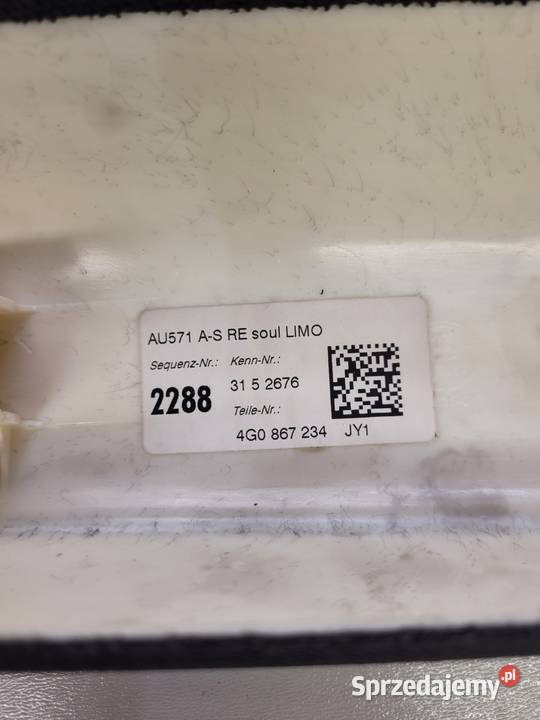 AU571 A-S RE soul LIMO
Sequenz-Nr.: Kenn-Nr.:
2288 31 5 2676
Teile-Nr.:
4G0 867 234 JY1
Sprzedajemy.pl